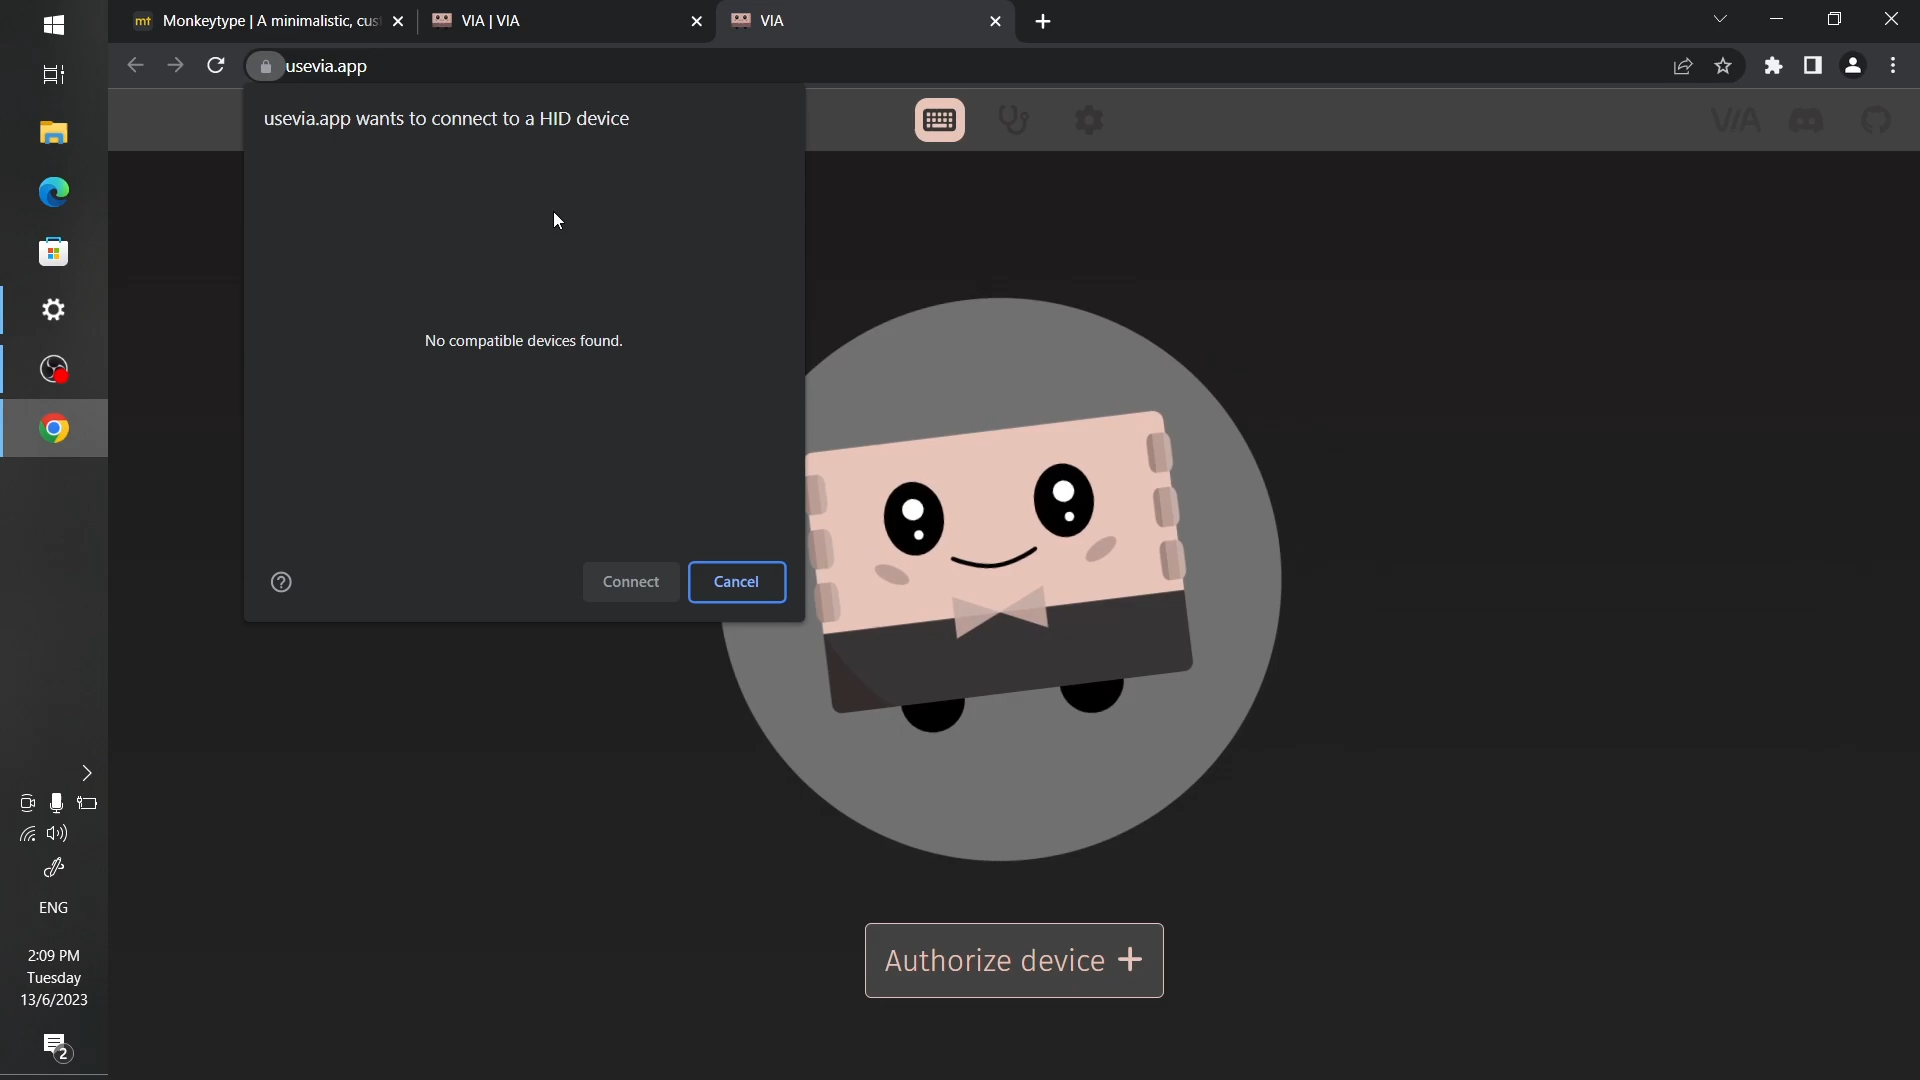 Monkeytype | A minimalistic, cus
VIA | VIA
VIA
usevia.app
usevia.app wants to connect to a HID device
VIA
No compatible devices found.
Connect
Cancel
Authorize device +
ENG
2:09 PM
Tuesday
13/6/2023
2